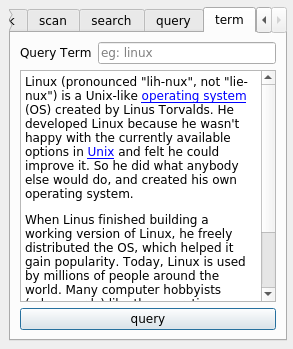 scan search query term
Query Term eg: linux
Linux (pronounced "lih-nux", not "lie-
nux") is a Unix-like operating system
(OS) created by Linus Torvalds. He
developed Linux because he wasn't
happy with the currently available
options in Unix and felt he could
improve it. So he did what anybody
else would do, and created his own
operating system.
When Linus finished building a
working version of Linux, he freely
distributed the OS, which helped it
gain popularity. Today, Linux is used
by millions of people around the
world. Many computer hobbyists
query